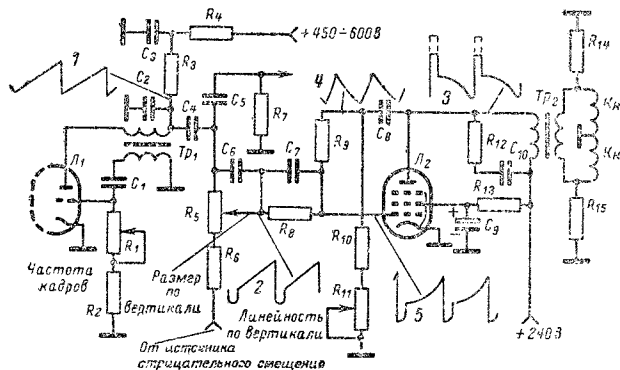 C3
R4
+450÷600В
R3
1
C2
C4
C5
R7
4
3
R14
C8
Тр2
Кк
Тр1
R9
Л2
R12
C10
Л1
C6
C7
C1
R5
R8
R13
Кк
R1
R10
C9
R15
Частота
кадров
R6
Размер
по
вертикали
2
R11
5
R2
Линейность
по вертикали
+240В
От источника
отрицательного смещения